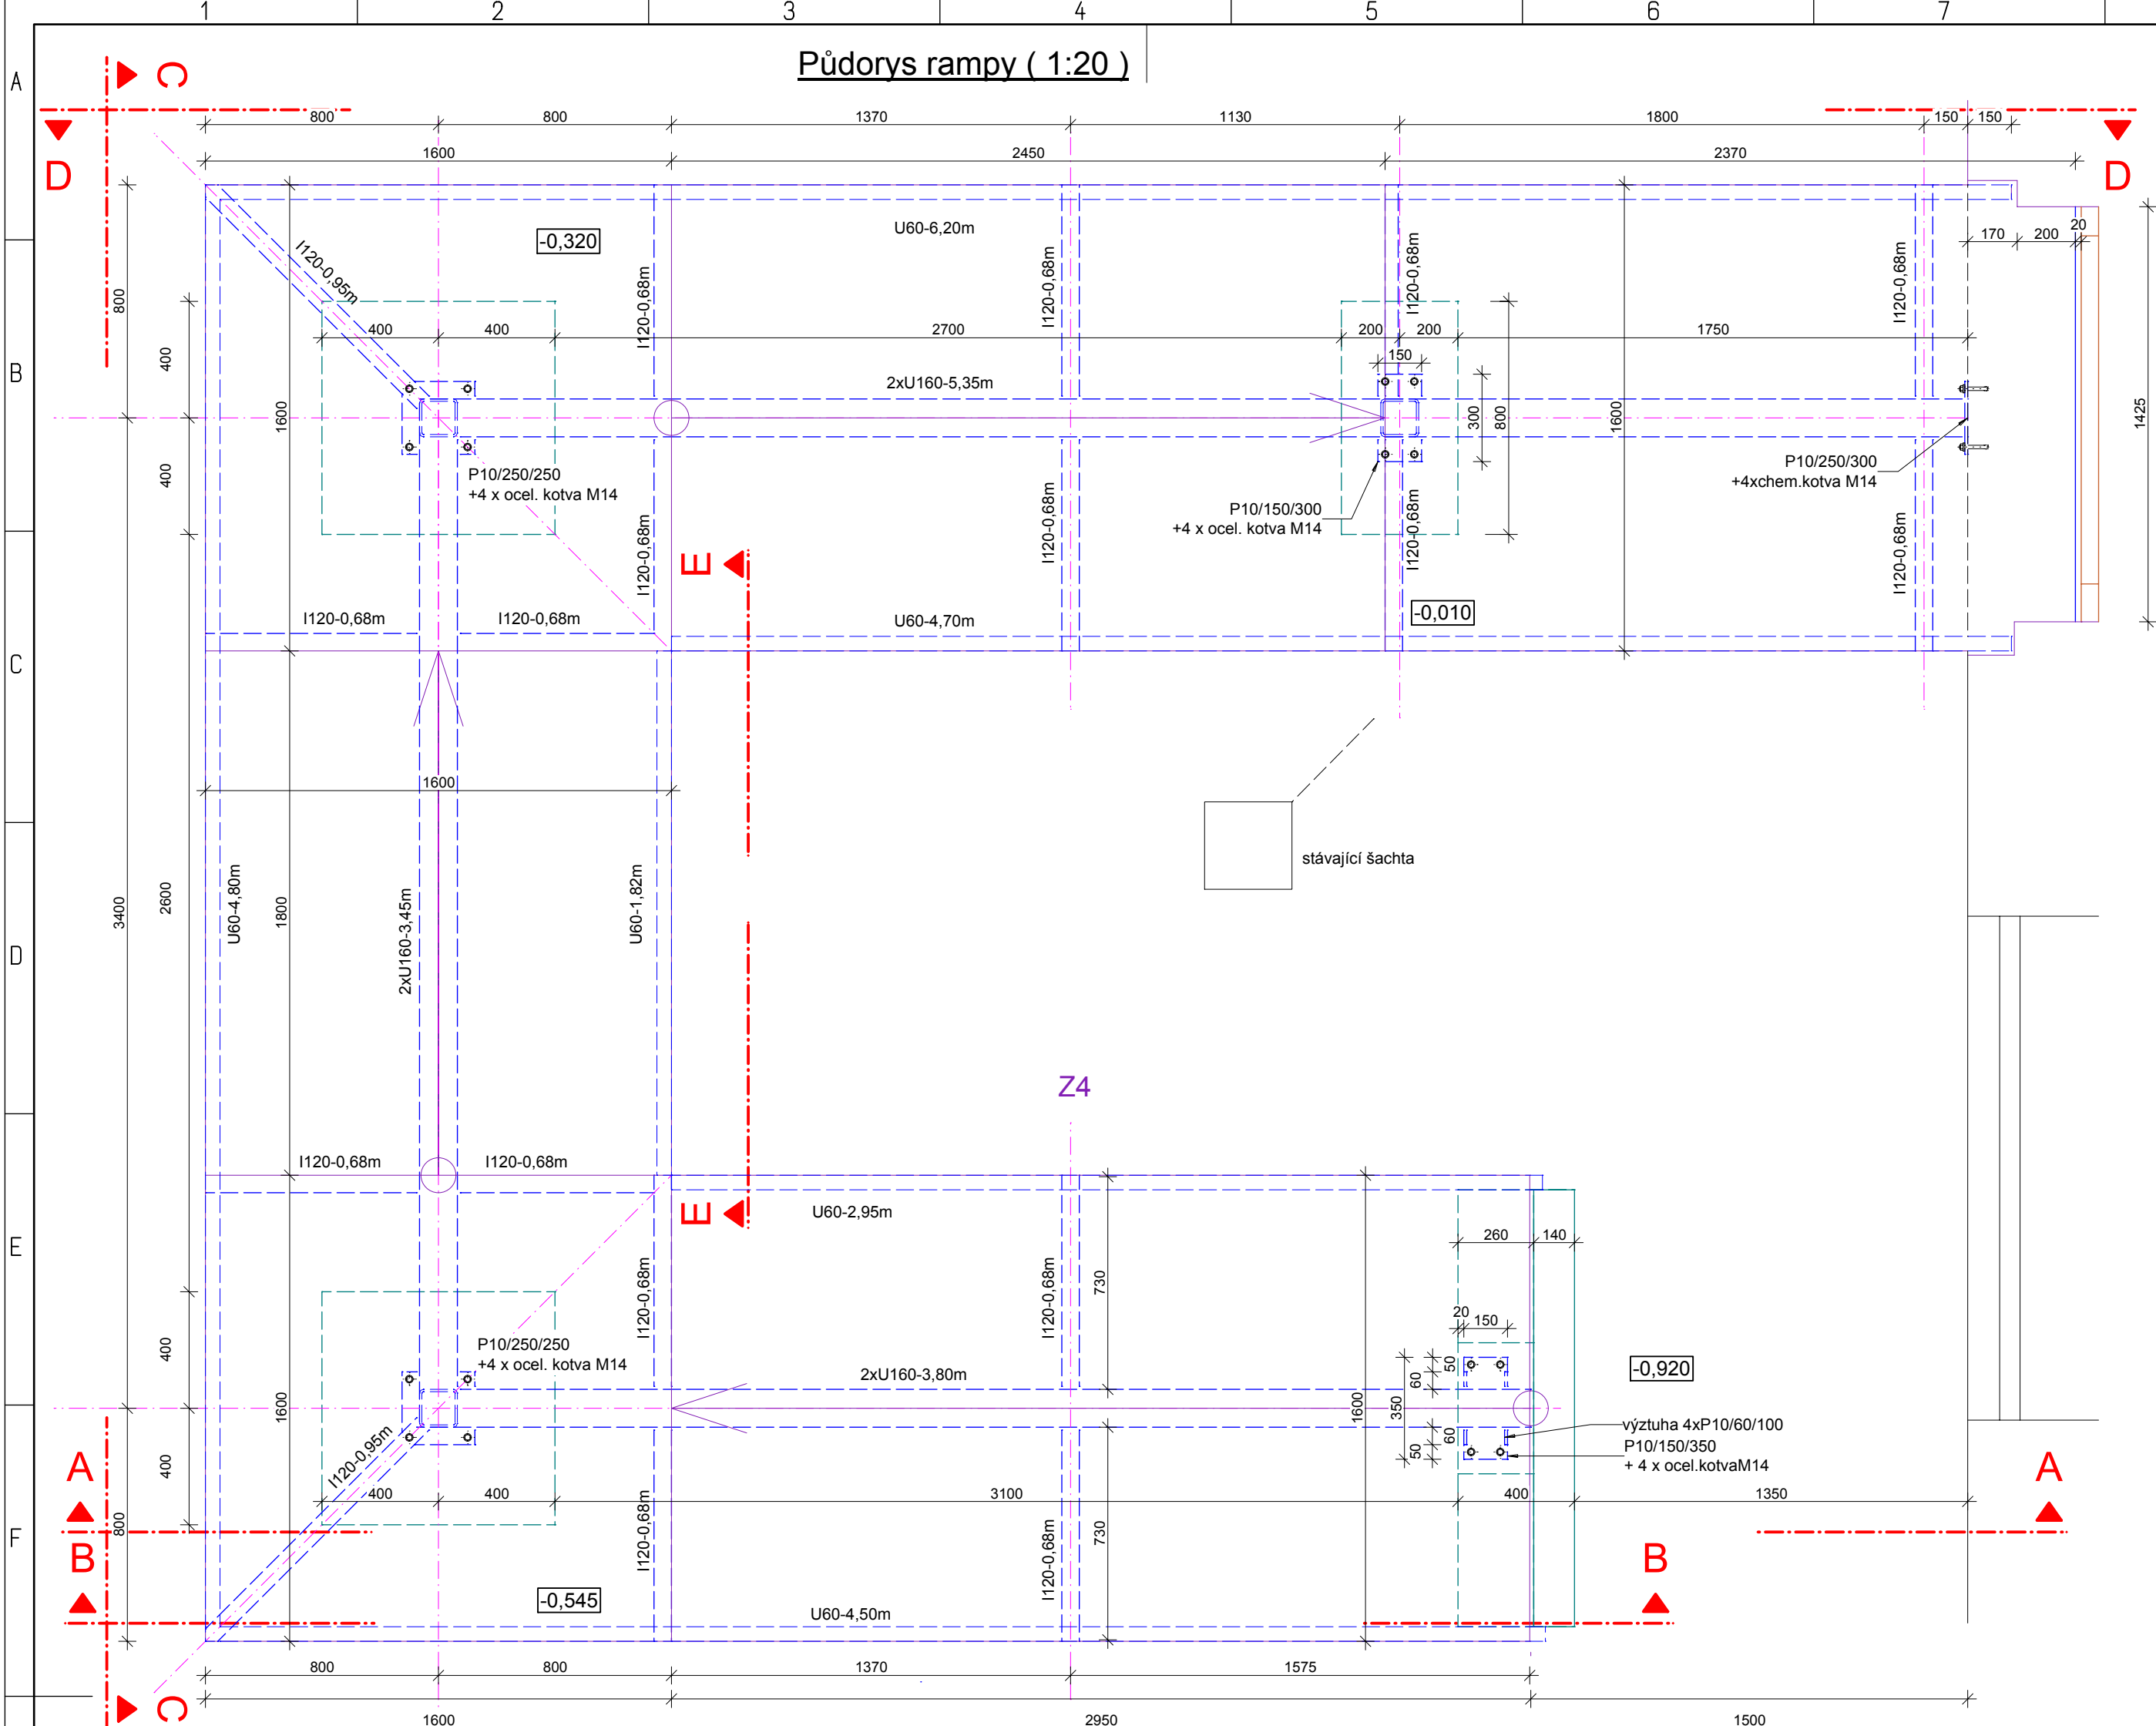 1 2 3 4 5 6 7
A
B
C
D
E
F
Půdorys rampy ( 1:20 )
C
D
D
800 800 1370 1130 1800 150 150
1600 2450 2370
-0,320
U60-6,20m
20
170 200
I120-0,95m
I120-0,68m
I120-0,68m
I120-0,68m
I120-0,68m
800
400
400
1600
400 400 2700 200 200 1750
150
2xU160-5,35m
300
800
1600
1425
P10/250/250
+4 x ocel. kotva M14
P10/150/300
+4 x ocel. kotva M14
P10/250/300
+4xchem.kotva M14
I120-0,68m
I120-0,68m
I120-0,68m
I120-0,68m
E
I120-0,68m I120-0,68m
U60-4,70m
-0,010
1600
stávající šachta
3400
2600
U60-4,80m
1800
2xU160-3,45m
U60-1,82m
Z4
I120-0,68m I120-0,68m
E
U60-2,95m
260 140
I120-0,68m
I120-0,68m
730
20
150
400
400
1600
P10/250/250
+4 x ocel. kotva M14
2xU160-3,80m
1600
350
50
60
60
50
-0,920
výztuha 4xP10/60/100
P10/150/350
+ 4 x ocel.kotvaM14
A
A
I120-0,95m
400 400 3100 400 1350
800
I120-0,68m
I120-0,68m
730
B
B
-0,545
U60-4,50m
800 800 1370 1575
C
1600 2950 1500